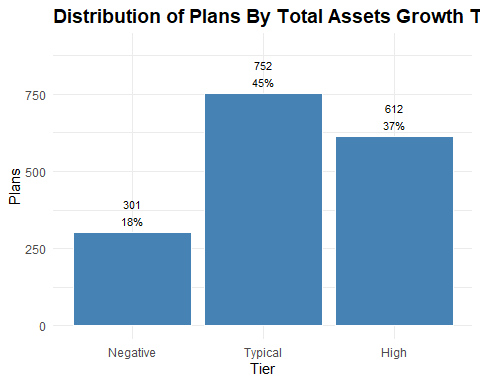 Distribution of Plans By Total Assets Growth T
752
45%
612
37%
301
18%
750
500
250
0
Plans
Negative Typical High
Tier